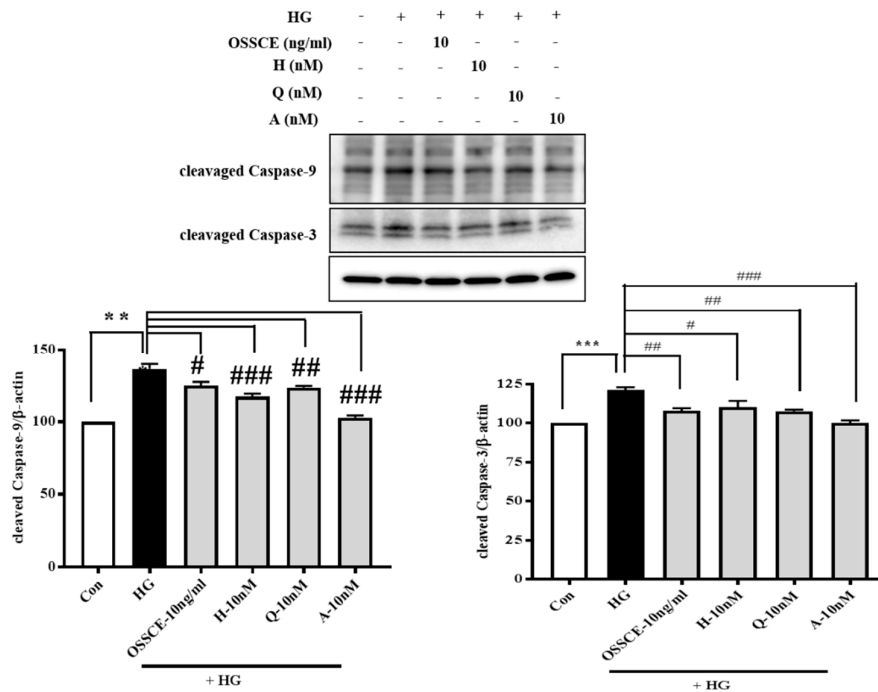 HG - + + + + +
OSSCE (ng/ml) - - 10 - - -
H (nM) - - - 10 - -
Q (nM) - - - - 10 -
A (nM) - - - - - 10
cleavaged Caspase-9
cleavaged Caspase-3
cleaved Caspase-9/β-actin
150
100
50
0
**
#
###
##
###
Con
HG
OSSCE-10ng/ml
H-10nM
Q-10nM
A-10nM
+ HG
cleaved Caspase-3/β-actin
125
100
75
50
25
0
***
##
#
##
###
Con
HG
OSSCE-10ng/ml
H-10nM
Q-10nM
A-10nM
+ HG